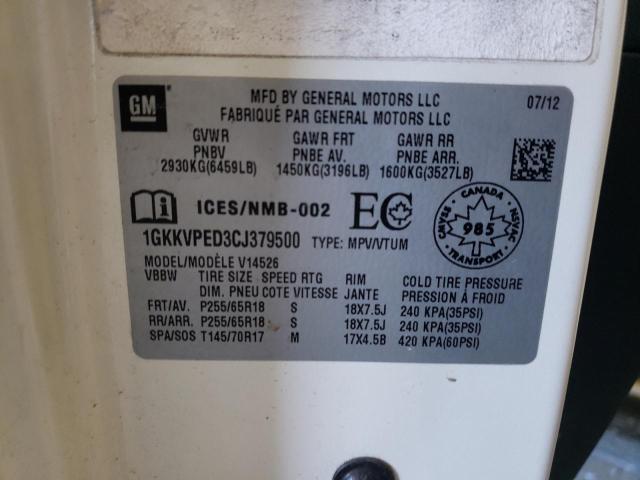 GM
MFD BY GENERAL MOTORS LLC
07/12
FABRIQUÉ PAR GENERAL MOTORS LLC
GVWR GAWR FRT GAWR RR
PNBV PNBE AV. PNBE ARR.
2930KG(6459LB) 1450KG(3196LB) 1600KG(3527LB)
ICES/NMB-002 EC
CANADA
CMVSS NSVAC
985
TRANSPORT
1GKKVPED3CJ379500 TYPE: MPV/VTUM
MODEL/MODÈLE V14526
VBBW TIRE SIZE SPEED RTG RIM COLD TIRE PRESSURE
DIM. PNEU COTE VITESSE JANTE PRESSION À FROID
FRT/AV. P255/65R18 S 18X7.5J 240 KPA(35PSI)
RR/ARR. P255/65R18 S 18X7.5J 240 KPA(35PSI)
SPA/SOS T145/70R17 M 17X4.5B 420 KPA(60PSI)